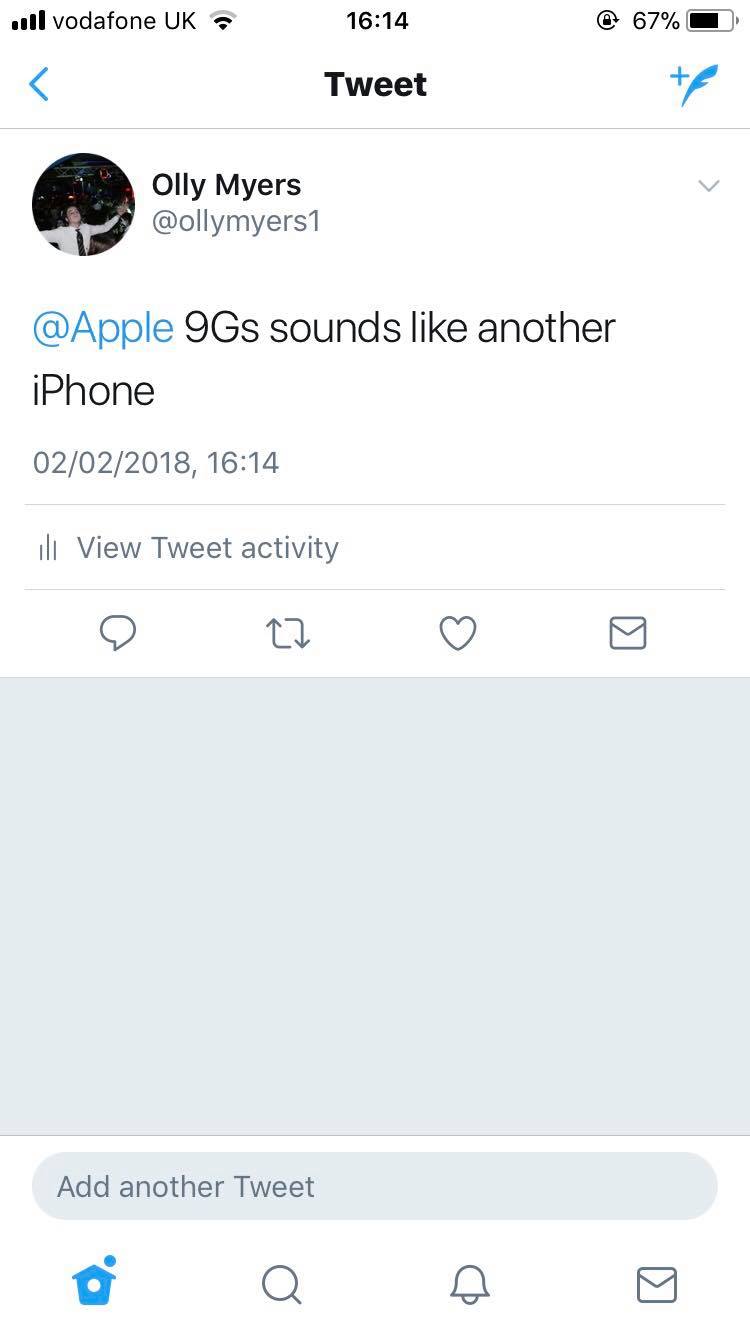 vodafone UK 16:14 67%
Tweet
Olly Myers
@ollymyers1
@Apple 9Gs sounds like another
iPhone
02/02/2018, 16:14
View Tweet activity
Add another Tweet